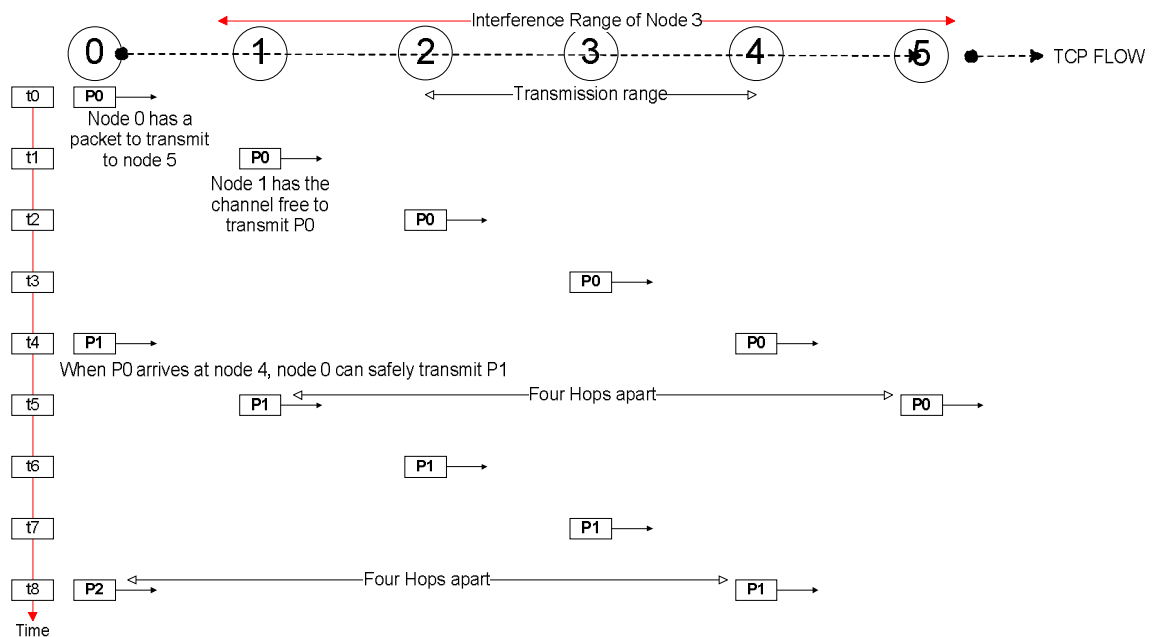 Interference Range of Node 3
0 1 2 3 4 5 TCP FLOW
t0 P0 Transmission range
Node 0 has a
packet to transmit
to node 5
t1 P0
Node 1 has the
channel free to
transmit P0
t2 P0
t3 P0
t4 P1 P0
When P0 arrives at node 4, node 0 can safely transmit P1
Four Hops apart
t5 P1 P0
t6 P1
t7 P1
Four Hops apart
t8 P2 P1
Time